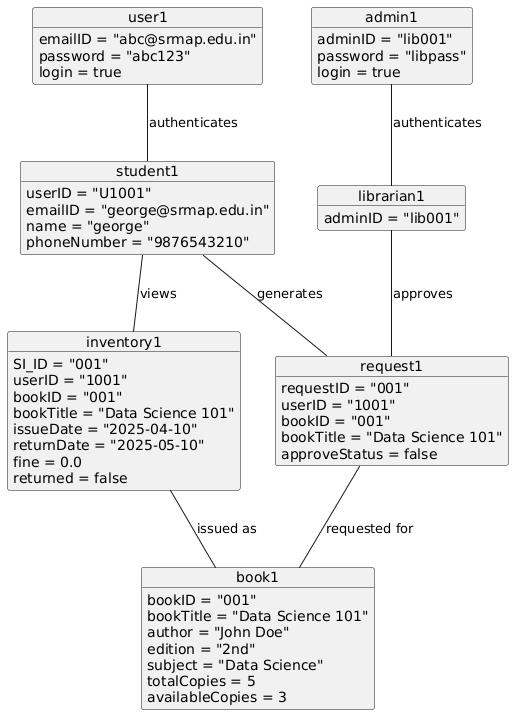 user1
emailID = "abc@srmap.edu.in"
password = "abc123"
login = true
admin1
adminID = "lib001"
password = "libpass"
login = true
authenticates
authenticates
student1
userID = "U1001"
emailID = "george@srmap.edu.in"
name = "george"
phoneNumber = "9876543210"
librarian1
adminID = "lib001"
views
generates
approves
inventory1
SI_ID = "001"
userID = "1001"
bookID = "001"
bookTitle = "Data Science 101"
issueDate = "2025-04-10"
returnDate = "2025-05-10"
fine = 0.0
returned = false
request1
requestID = "001"
userID = "1001"
bookID = "001"
bookTitle = "Data Science 101"
approveStatus = false
issued as
requested for
book1
bookID = "001"
bookTitle = "Data Science 101"
author = "John Doe"
edition = "2nd"
subject = "Data Science"
totalCopies = 5
availableCopies = 3